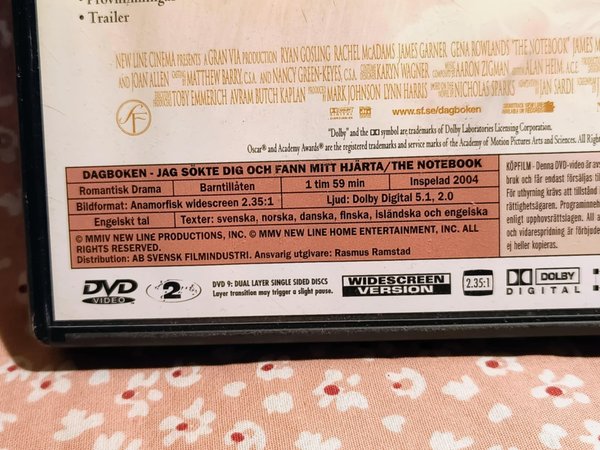 • Trailer
NEW LINE CINEMA PRESENTS A GRAN VIA PRODUCTION RYAN GOSLING RACHEL McADAMS JAMES GARNER GENA ROWLANDS "THE NOTEBOOK" JAMES
AND JOAN ALLEN MATTHEW BARRY, C.S.A. AND NANCY GREEN-KEYES, C.S.A. KARYN WAGNER AARON ZIGMAN ALAN HEIM, A.C.E.
TOBY EMMERICH AVRAM BUTCH KAPLAN MARK JOHNSON LYNN HARRIS NICHOLAS SPARKS JAN SARDI
SF
www.sf.se/dagboken
"Dolby" and the DD symbol are trademarks of Dolby Laboratories Licensing Corporation.
Oscar® and Academy Awards® are the registered trademarks and service marks of the Academy of Motion Pictures Arts and Sciences. All Rights
DAGBOKEN - JAG SÖKTE DIG OCH FANN MITT HJÄRTA/THE NOTEBOOK
Romantisk Drama Barntillåten 1 tim 59 min Inspelad 2004
Bildformat: Anamorfisk widescreen 2.35:1 Ljud: Dolby Digital 5.1, 2.0
Engelskt tal Texter: svenska, norska, danska, finska, isländska och engelska
© MMIV NEW LINE PRODUCTIONS, INC. © MMV NEW LINE HOME ENTERTAINMENT, INC. ALL
RIGHTS RESERVED.
Distribution: AB SVENSK FILMINDUSTRI. Ansvarig utgivare: Rasmus Ramstad
KÖPFILM - Denna DVD-video är avs
bruk och får endast försäljas til
För uthyrning krävs att tillstånd
rättighetsägaren. Programinnehå
enligt upphovsrättslagen. All
och vidarespridning är förbjude
ej heller kopieras.
DVD VIDEO
2
DVD 9: DUAL LAYER SINGLE SIDED DISCS
Layer transition may trigger a slight pause.
WIDESCREEN
VERSION
2.35:1
DOLBY
DIGITAL